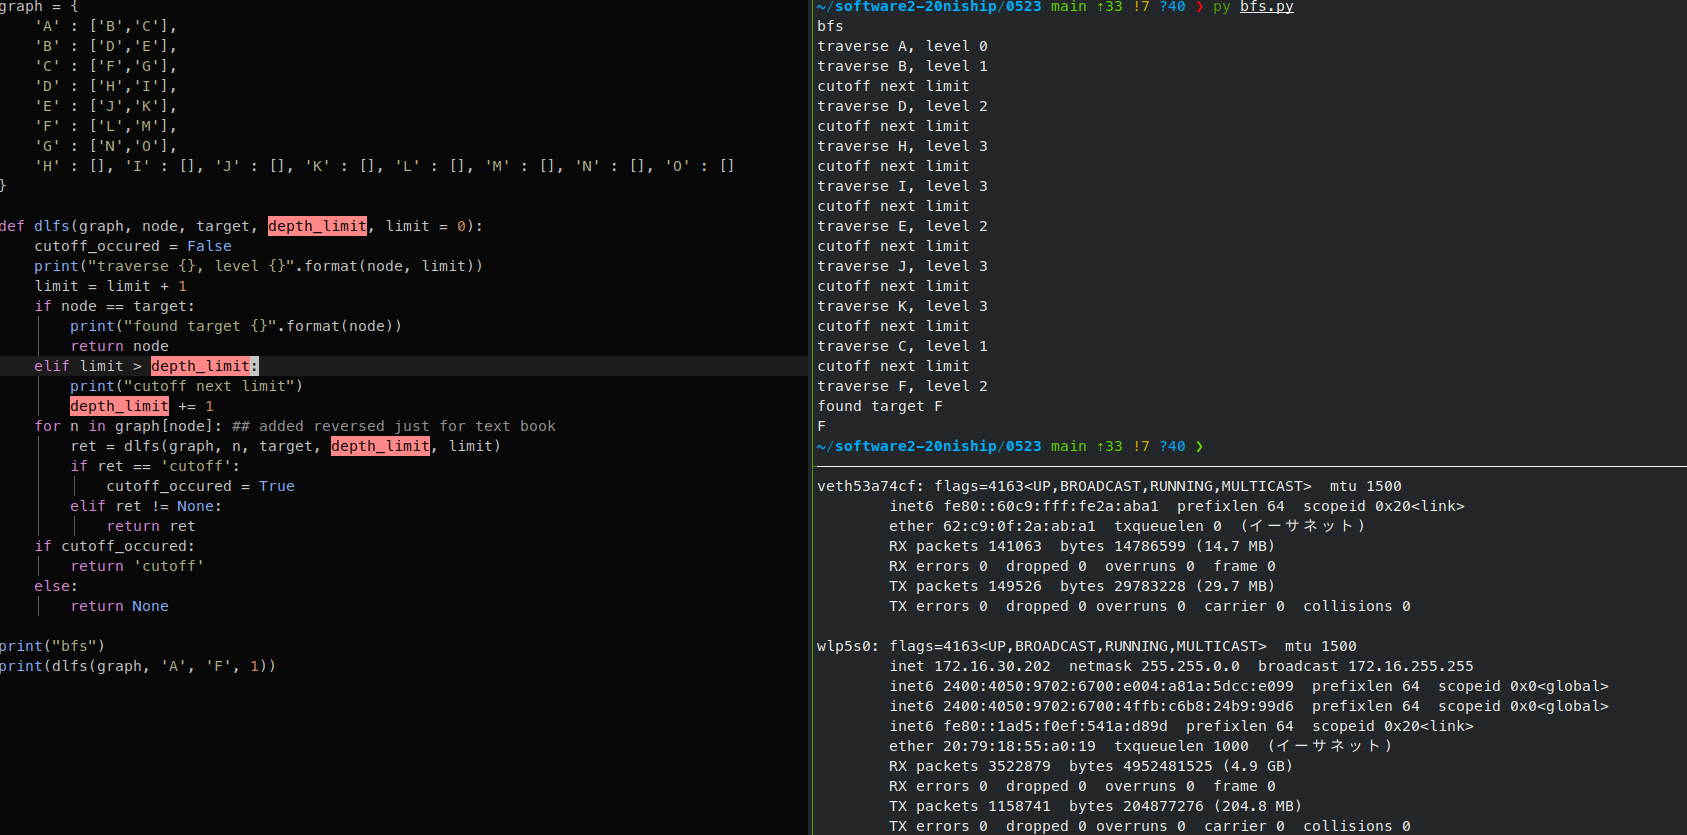 graph = {
    'A' : ['B','C'],
    'B' : ['D','E'],
    'C' : ['F','G'],
    'D' : ['H','I'],
    'E' : ['J','K'],
    'F' : ['L','M'],
    'G' : ['N','O'],
    'H' : [], 'I' : [], 'J' : [], 'K' : [], 'L' : [], 'M' : [], 'N' : [], 'O' : []
}
def dlfs(graph, node, target, depth_limit, limit = 0):
    cutoff_occured = False
    print("traverse {}, level {}".format(node, limit))
    limit = limit + 1
    if node == target:
        print("found target {}".format(node))
        return node
    elif limit > depth_limit:
        print("cutoff next limit")
        depth_limit += 1
    for n in graph[node]: ## added reversed just for text book
        ret = dlfs(graph, n, target, depth_limit, limit)
        if ret == 'cutoff':
            cutoff_occured = True
        elif ret != None:
            return ret
    if cutoff_occured:
        return 'cutoff'
    else:
        return None
print("bfs")
print(dlfs(graph, 'A', 'F', 1))
~/software2-20niship/0523 main ↑33 !7 ?40 ❯ py bfs.py
bfs
traverse A, level 0
traverse B, level 1
cutoff next limit
traverse D, level 2
cutoff next limit
traverse H, level 3
cutoff next limit
traverse I, level 3
cutoff next limit
traverse E, level 2
cutoff next limit
traverse J, level 3
cutoff next limit
traverse K, level 3
cutoff next limit
traverse C, level 1
cutoff next limit
traverse F, level 2
found target F
F
~/software2-20niship/0523 main ↑33 !7 ?40 ❯
veth53a74cf: flags=4163<UP,BROADCAST,RUNNING,MULTICAST>  mtu 1500
        inet6 fe80::60c9:fff:fe2a:aba1  prefixlen 64  scopeid 0x20<link>
        ether 62:c9:0f:2a:ab:a1  txqueuelen 0  (イーサネット)
        RX packets 141063  bytes 14786599 (14.7 MB)
        RX errors 0  dropped 0  overruns 0  frame 0
        TX packets 149526  bytes 29783228 (29.7 MB)
        TX errors 0  dropped 0 overruns 0  carrier 0  collisions 0
wlp5s0: flags=4163<UP,BROADCAST,RUNNING,MULTICAST>  mtu 1500
        inet 172.16.30.202  netmask 255.255.0.0  broadcast 172.16.255.255
        inet6 2400:4050:9702:6700:e004:a81a:5dcc:e099  prefixlen 64  scopeid 0x0<global>
        inet6 2400:4050:9702:6700:4ffb:c6b8:24b9:99d6  prefixlen 64  scopeid 0x0<global>
        inet6 fe80::1ad5:f0ef:541a:d89d  prefixlen 64  scopeid 0x20<link>
        ether 20:79:18:55:a0:19  txqueuelen 1000  (イーサネット)
        RX packets 3522879  bytes 4952481525 (4.9 GB)
        RX errors 0  dropped 0  overruns 0  frame 0
        TX packets 1158741  bytes 204877276 (204.8 MB)
        TX errors 0  dropped 0 overruns 0  carrier 0  collisions 0